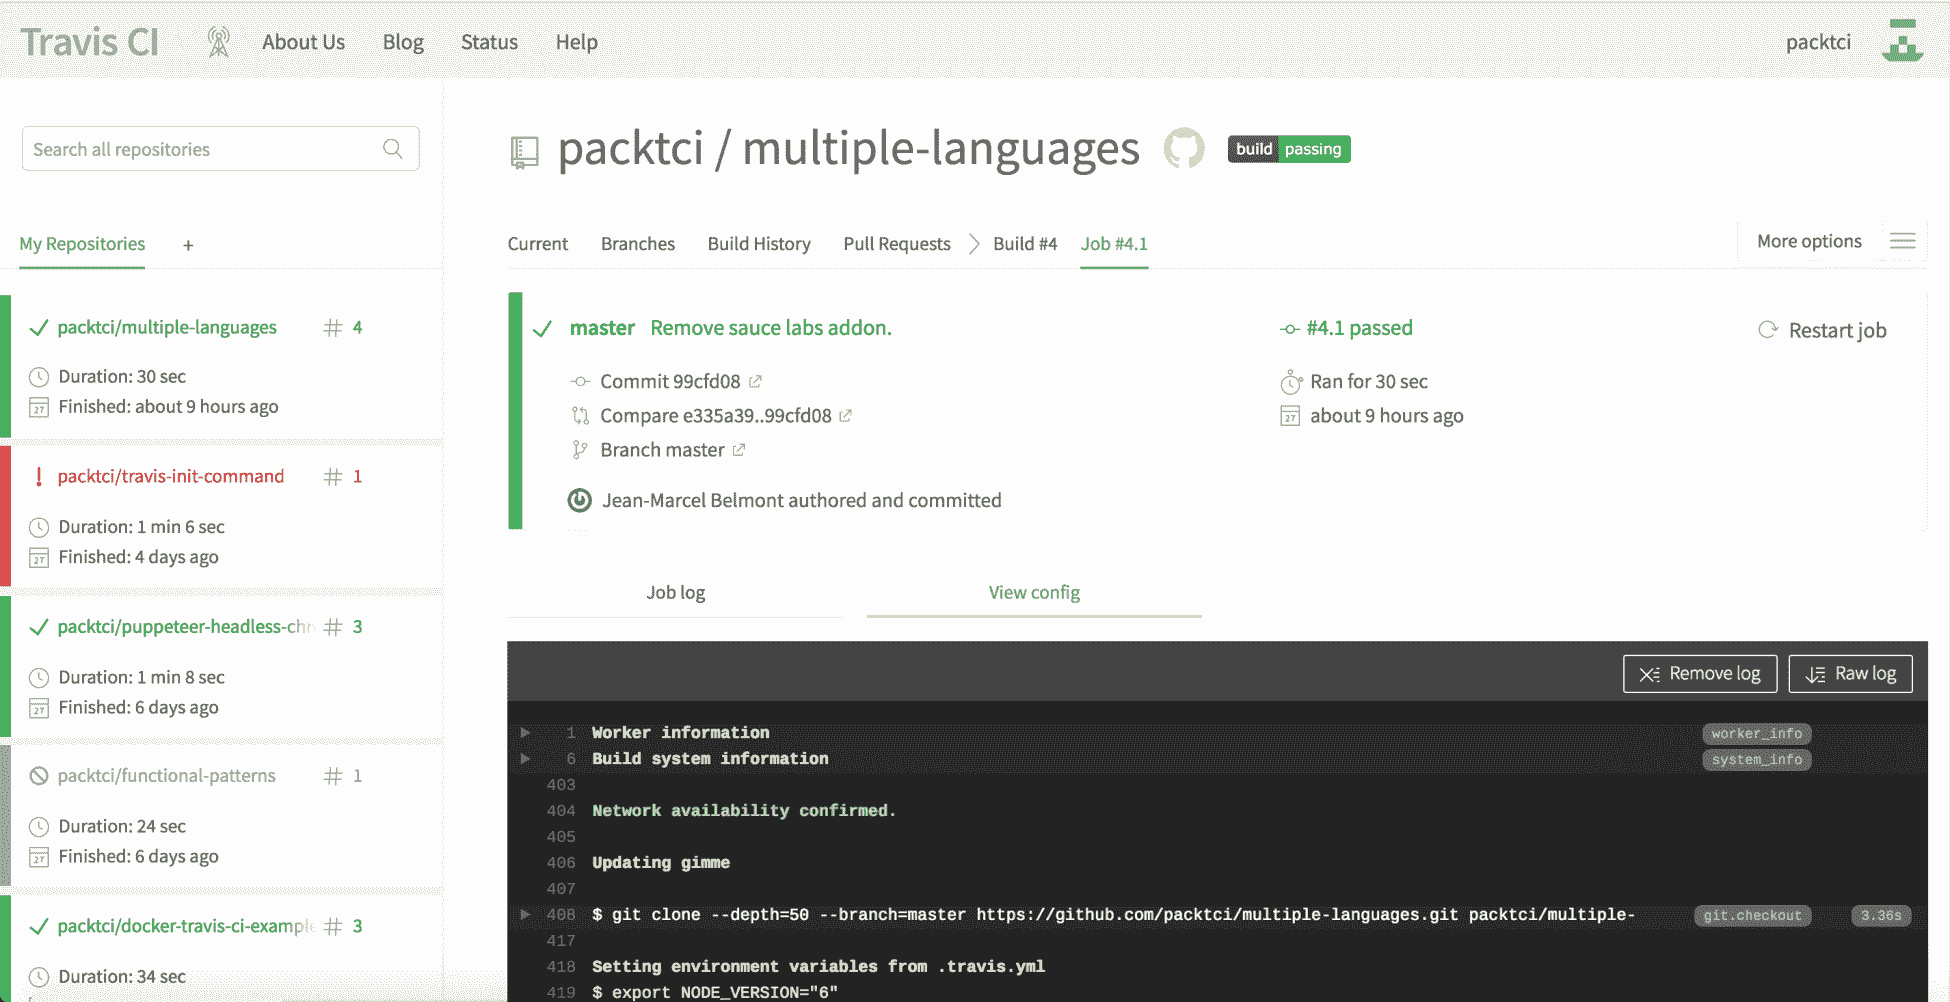 Travis CI About Us Blog Status Help packtci
Search all repositories
My Repositories +
packtci/multiple-languages # 4
Duration: 30 sec
27 Finished: about 9 hours ago
! packtci/travis-init-command # 1
Duration: 1 min 6 sec
27 Finished: 4 days ago
packtci/puppeteer-headless-chr # 3
Duration: 1 min 8 sec
27 Finished: 6 days ago
packtci/functional-patterns # 1
Duration: 24 sec
27 Finished: 6 days ago
packtci/docker-travis-ci-example # 3
Duration: 34 sec
packtci / multiple-languages build passing
Current Branches Build History Pull Requests Build #4 Job #4.1 More options
master Remove sauce labs addon. #4.1 passed Restart job
Commit 99cfd08 Ran for 30 sec
Compare e335a39..99cfd08 27 about 9 hours ago
Branch master
Jean-Marcel Belmont authored and committed
Job log View config
Remove log Raw log
1 Worker information worker_info
6 Build system information system_info
403
404 Network availability confirmed.
405
406 Updating gimme
407
408 $ git clone --depth=50 --branch=master https://github.com/packtci/multiple-languages.git packtci/multiple- git.checkout 3.36s
417
418 Setting environment variables from .travis.yml
419 $ export NODE_VERSION="6"